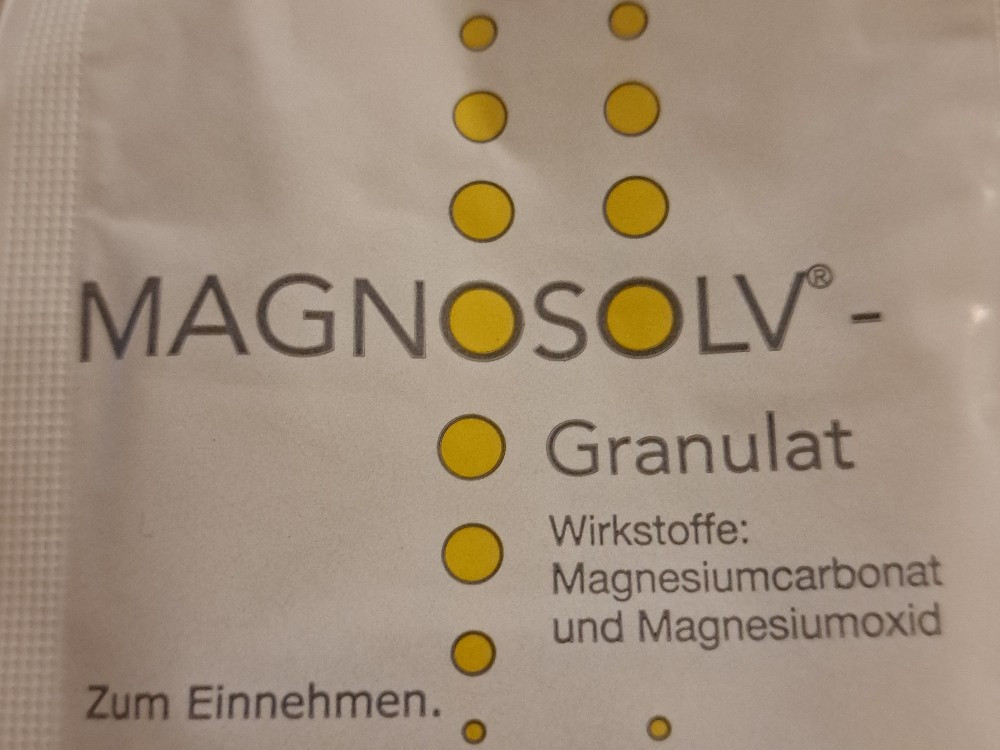 MAGNOSOLV® -
Granulat
Wirkstoffe:
Magnesiumcarbonat
und Magnesiumoxid
Zum Einnehmen.